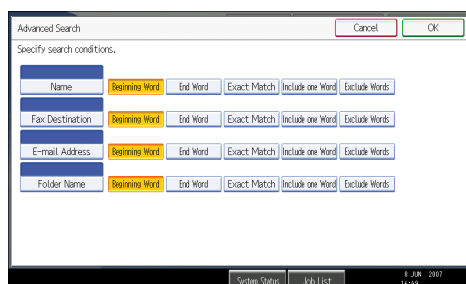 Advanced Search Cancel OK
Specify search conditions.
Name Beginning Word End Word Exact Match Include one Word Exclude Words
Fax Destination Beginning Word End Word Exact Match Include one Word Exclude Words
E-mail Address Beginning Word End Word Exact Match Include one Word Exclude Words
Folder Name Beginning Word End Word Exact Match Include one Word Exclude Words
System Status Job List 8 JUN 2007
16:49